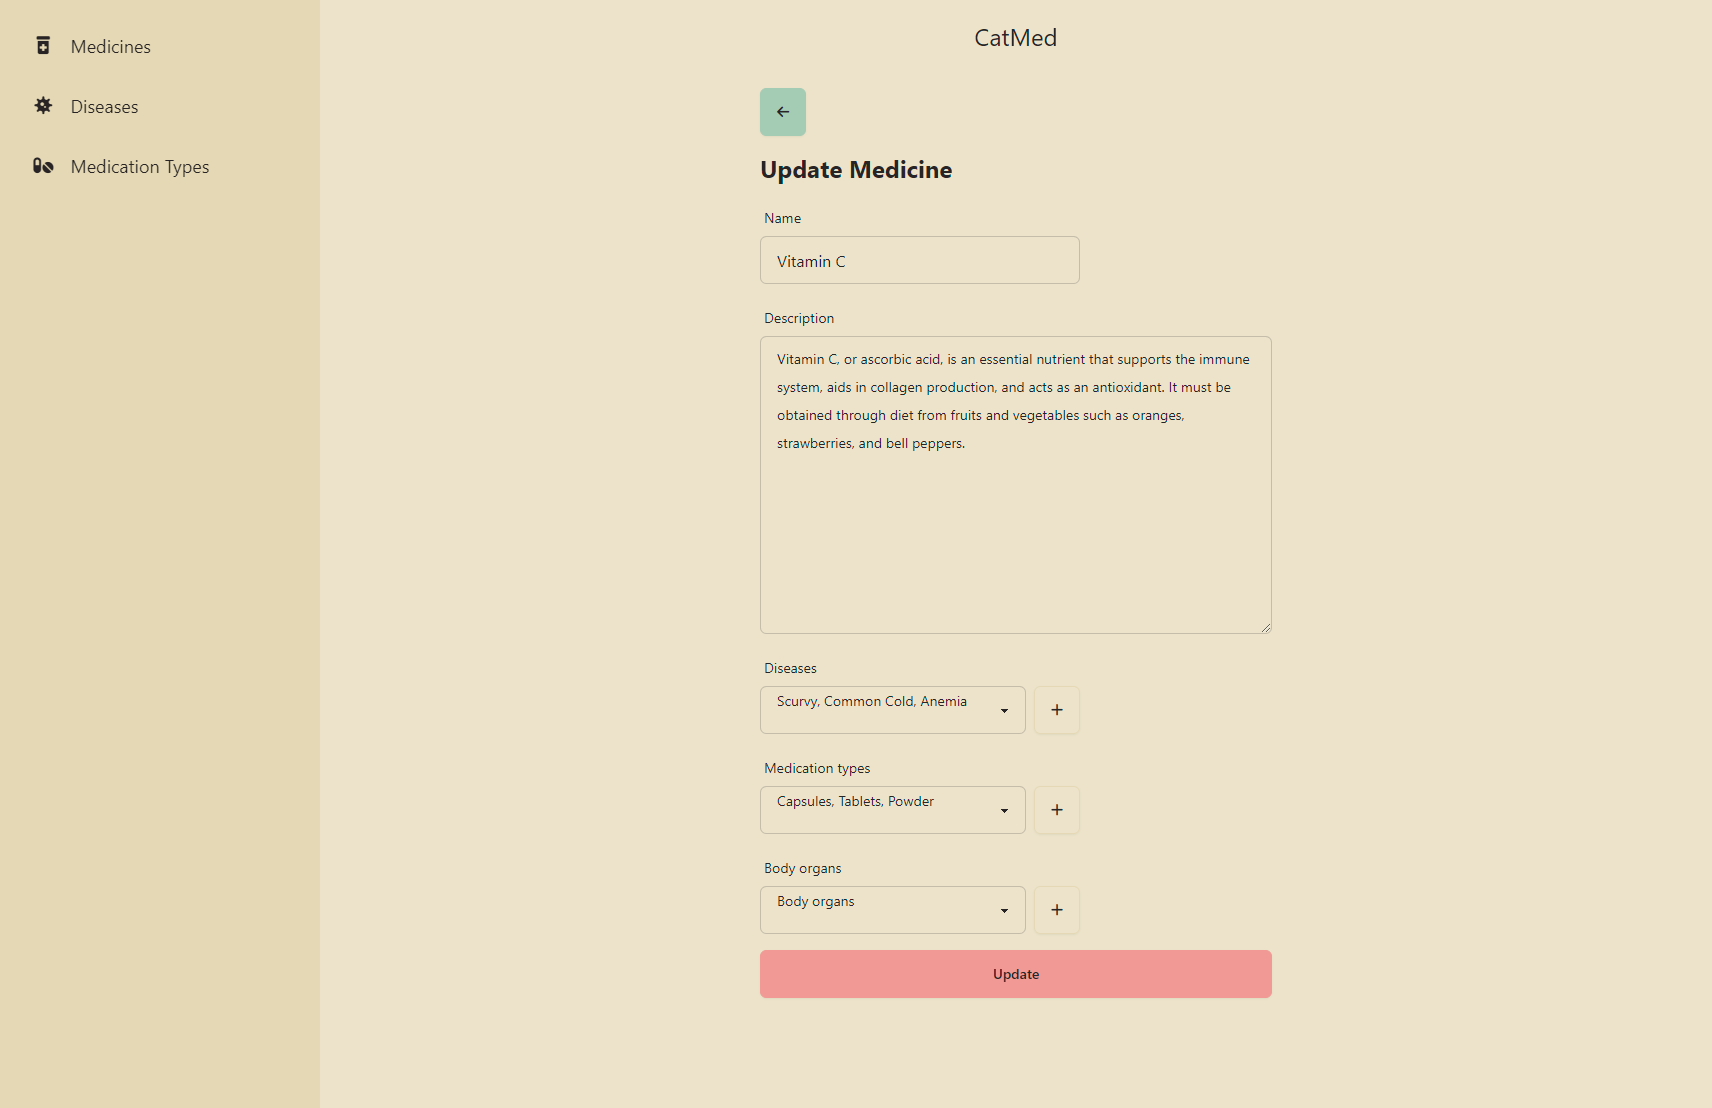 Medicines
Diseases
Medication Types
CatMed
Update Medicine
Name
Vitamin C
Description
Vitamin C, or ascorbic acid, is an essential nutrient that supports the immune
system, aids in collagen production, and acts as an antioxidant. It must be
obtained through diet from fruits and vegetables such as oranges,
strawberries, and bell peppers.
Diseases
Scurvy, Common Cold, Anemia
Medication types
Capsules, Tablets, Powder
Body organs
Body organs
Update